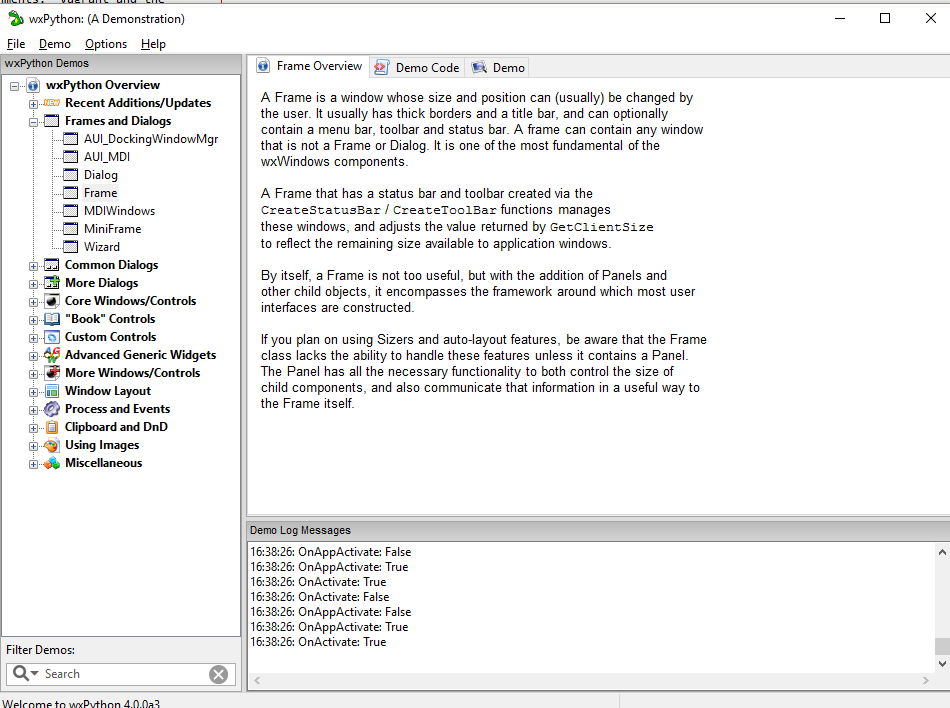 ments. Vagrant and the
wxPython: (A Demonstration)
File Demo Options Help
wxPython Demos
wxPython Overview
NEW Recent Additions/Updates
Frames and Dialogs
AUI_DockingWindowMgr
AUI_MDI
Dialog
Frame
MDIWindows
MiniFrame
Wizard
Common Dialogs
More Dialogs
Core Windows/Controls
"Book" Controls
Custom Controls
Advanced Generic Widgets
More Windows/Controls
Window Layout
Process and Events
Clipboard and DnD
Using Images
Miscellaneous
Filter Demos:
Search
Frame Overview Demo Code Demo
A Frame is a window whose size and position can (usually) be changed by
the user. It usually has thick borders and a title bar, and can optionally
contain a menu bar, toolbar and status bar. A frame can contain any window
that is not a Frame or Dialog. It is one of the most fundamental of the
wxWindows components.
A Frame that has a status bar and toolbar created via the
CreateStatusBar / CreateToolBar functions manages
these windows, and adjusts the value returned by GetClientSize
to reflect the remaining size available to application windows.
By itself, a Frame is not too useful, but with the addition of Panels and
other child objects, it encompasses the framework around which most user
interfaces are constructed.
If you plan on using Sizers and auto-layout features, be aware that the Frame
class lacks the ability to handle these features unless it contains a Panel.
The Panel has all the necessary functionality to both control the size of
child components, and also communicate that information in a useful way to
the Frame itself.
Demo Log Messages
16:38:26: OnAppActivate: False
16:38:26: OnAppActivate: True
16:38:26: OnActivate: True
16:38:26: OnActivate: False
16:38:26: OnAppActivate: False
16:38:26: OnAppActivate: True
16:38:26: OnActivate: True
Welcome to wxPython 4.0.0a3